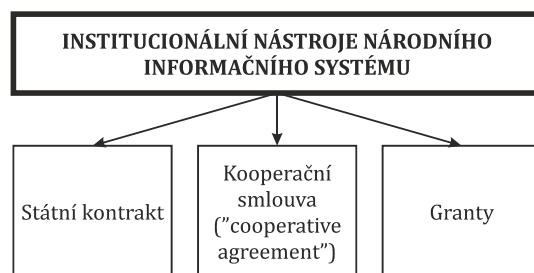 INSTITUCIONÁLNÍ NÁSTROJE NÁRODNÍHO
INFORMAČNÍHO SYSTÉMU
Státní kontrakt
Kooperační
smlouva
(”cooperative
agreement”)
Granty